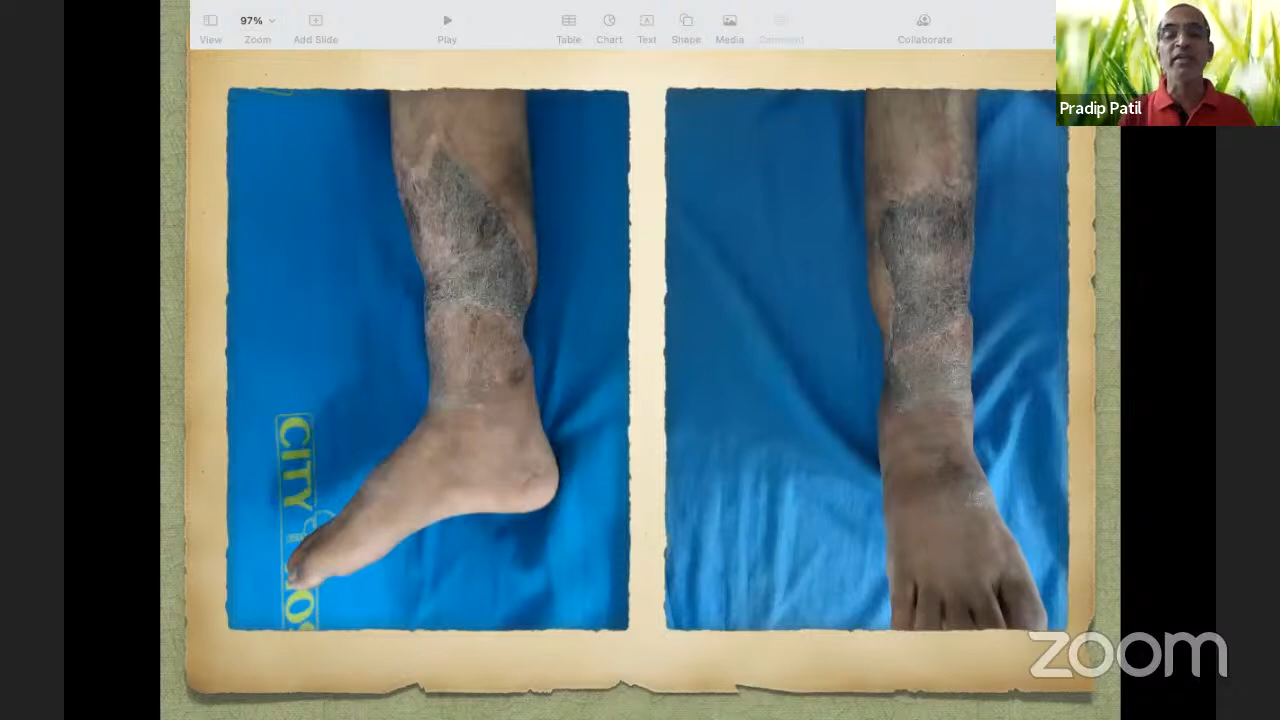 97%
View
Zoom
Add Slide
Play
Table
Chart
Text
Shape
Media
Comment
Collaborate
Pradip Patil
CITY
zoom